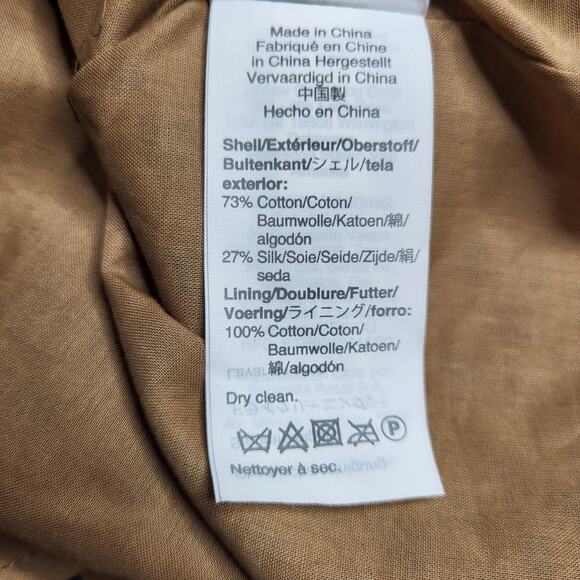 Made in China
Fabriqué en Chine
in China Hergestellt
Vervaardigd in China
中国製
Hecho en China
Shell/Extérieur/Oberstoff/
Buitenkant/シェル/tela
exterior:
73% Cotton/Coton/
Baumwolle/Katoen/綿/
algodón
27% Silk/Soie/Seide/Zijde/絹/
seda
Lining/Doublure/Futter/
Voering/ライニング/forro:
100% Cotton/Coton/
Baumwolle/Katoen/
綿/algodón
Dry clean.
P
Nettoyer à sec.